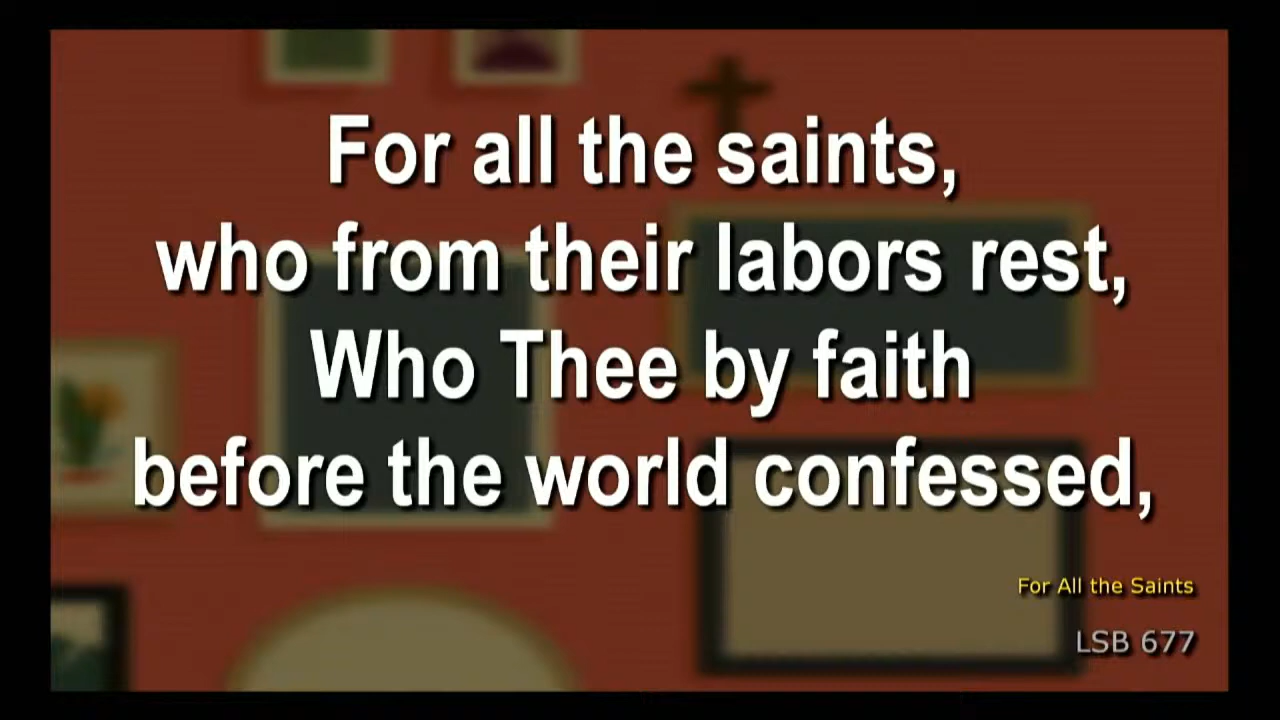 For all the saints,
who from their labors rest,
Who Thee by faith
before the world confessed,
For All the Saints
LSB 677